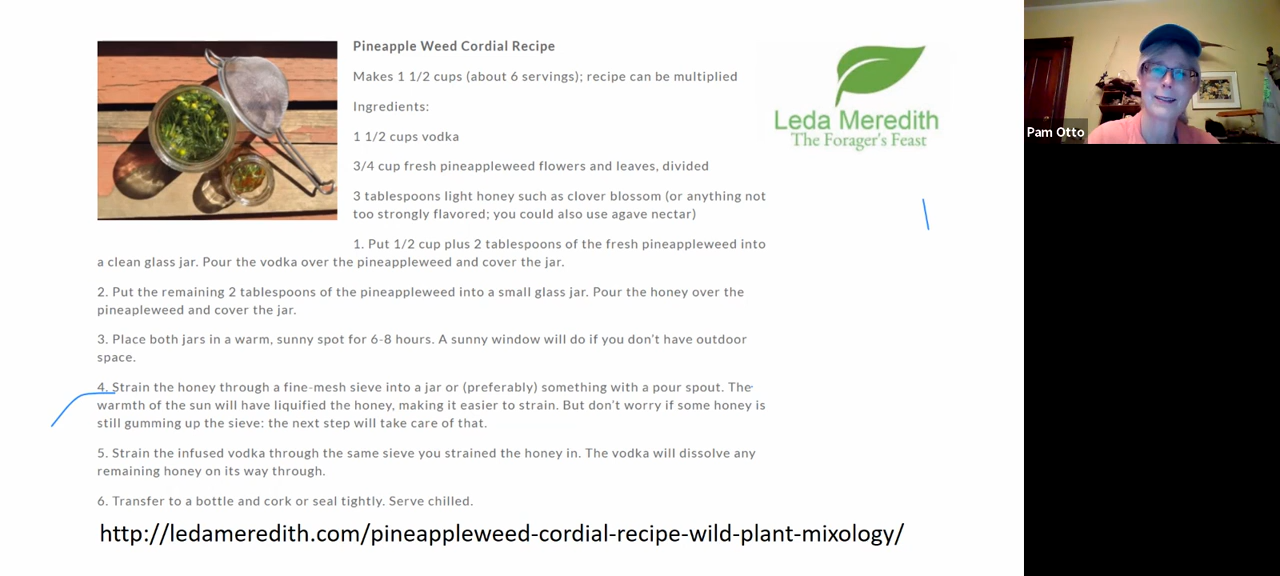 Pineapple Weed Cordial Recipe
Makes 1 1/2 cups (about 6 servings); recipe can be multiplied
Ingredients:
1 1/2 cups vodka
3/4 cup fresh pineappleweed flowers and leaves, divided
3 tablespoons light honey such as clover blossom (or anything not
too strongly flavored; you could also use agave nectar)
1. Put 1/2 cup plus 2 tablespoons of the fresh pineappleweed into
a clean glass jar. Pour the vodka over the pineappleweed and cover the jar.
2. Put the remaining 2 tablespoons of the pineappleweed into a small glass jar. Pour the honey over the
pineapleweed and cover the jar.
3. Place both jars in a warm, sunny spot for 6-8 hours. A sunny window will do if you don't have outdoor
space.
4. Strain the honey through a fine-mesh sieve into a jar or (preferably) something with a pour spout. The
warmth of the sun will have liquified the honey, making it easier to strain. But don't worry if some honey is
still gumming up the sieve: the next step will take care of that.
5. Strain the infused vodka through the same sieve you strained the honey in. The vodka will dissolve any
remaining honey on its way through.
6. Transfer to a bottle and cork or seal tightly. Serve chilled.
http://ledameredith.com/pineappleweed-cordial-recipe-wild-plant-mixology/
Leda Meredith
The Forager's Feast
Pam Otto